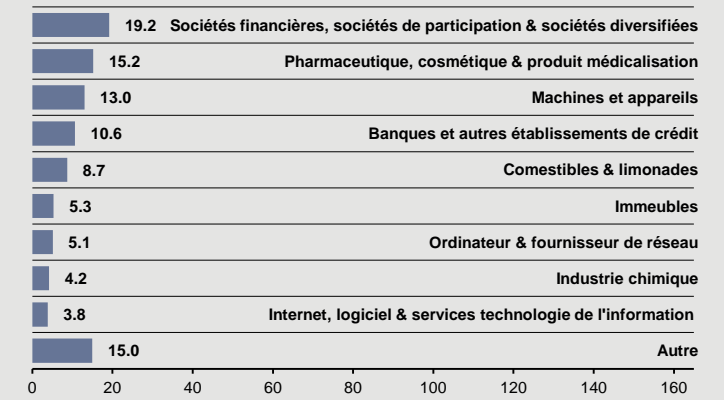 19.2 Sociétés financières, sociétés de participation & sociétés diversifiées
15.2 Pharmaceutique, cosmétique & produit médicalisation
13.0 Machines et appareils
10.6 Banques et autres établissements de crédit
8.7 Comestibles & limonades
5.3 Immeubles
5.1 Ordinateur & fournisseur de réseau
4.2 Industrie chimique
3.8 Internet, logiciel & services technologie de l'information
15.0 Autre
0 20 40 60 80 100 120 140 160